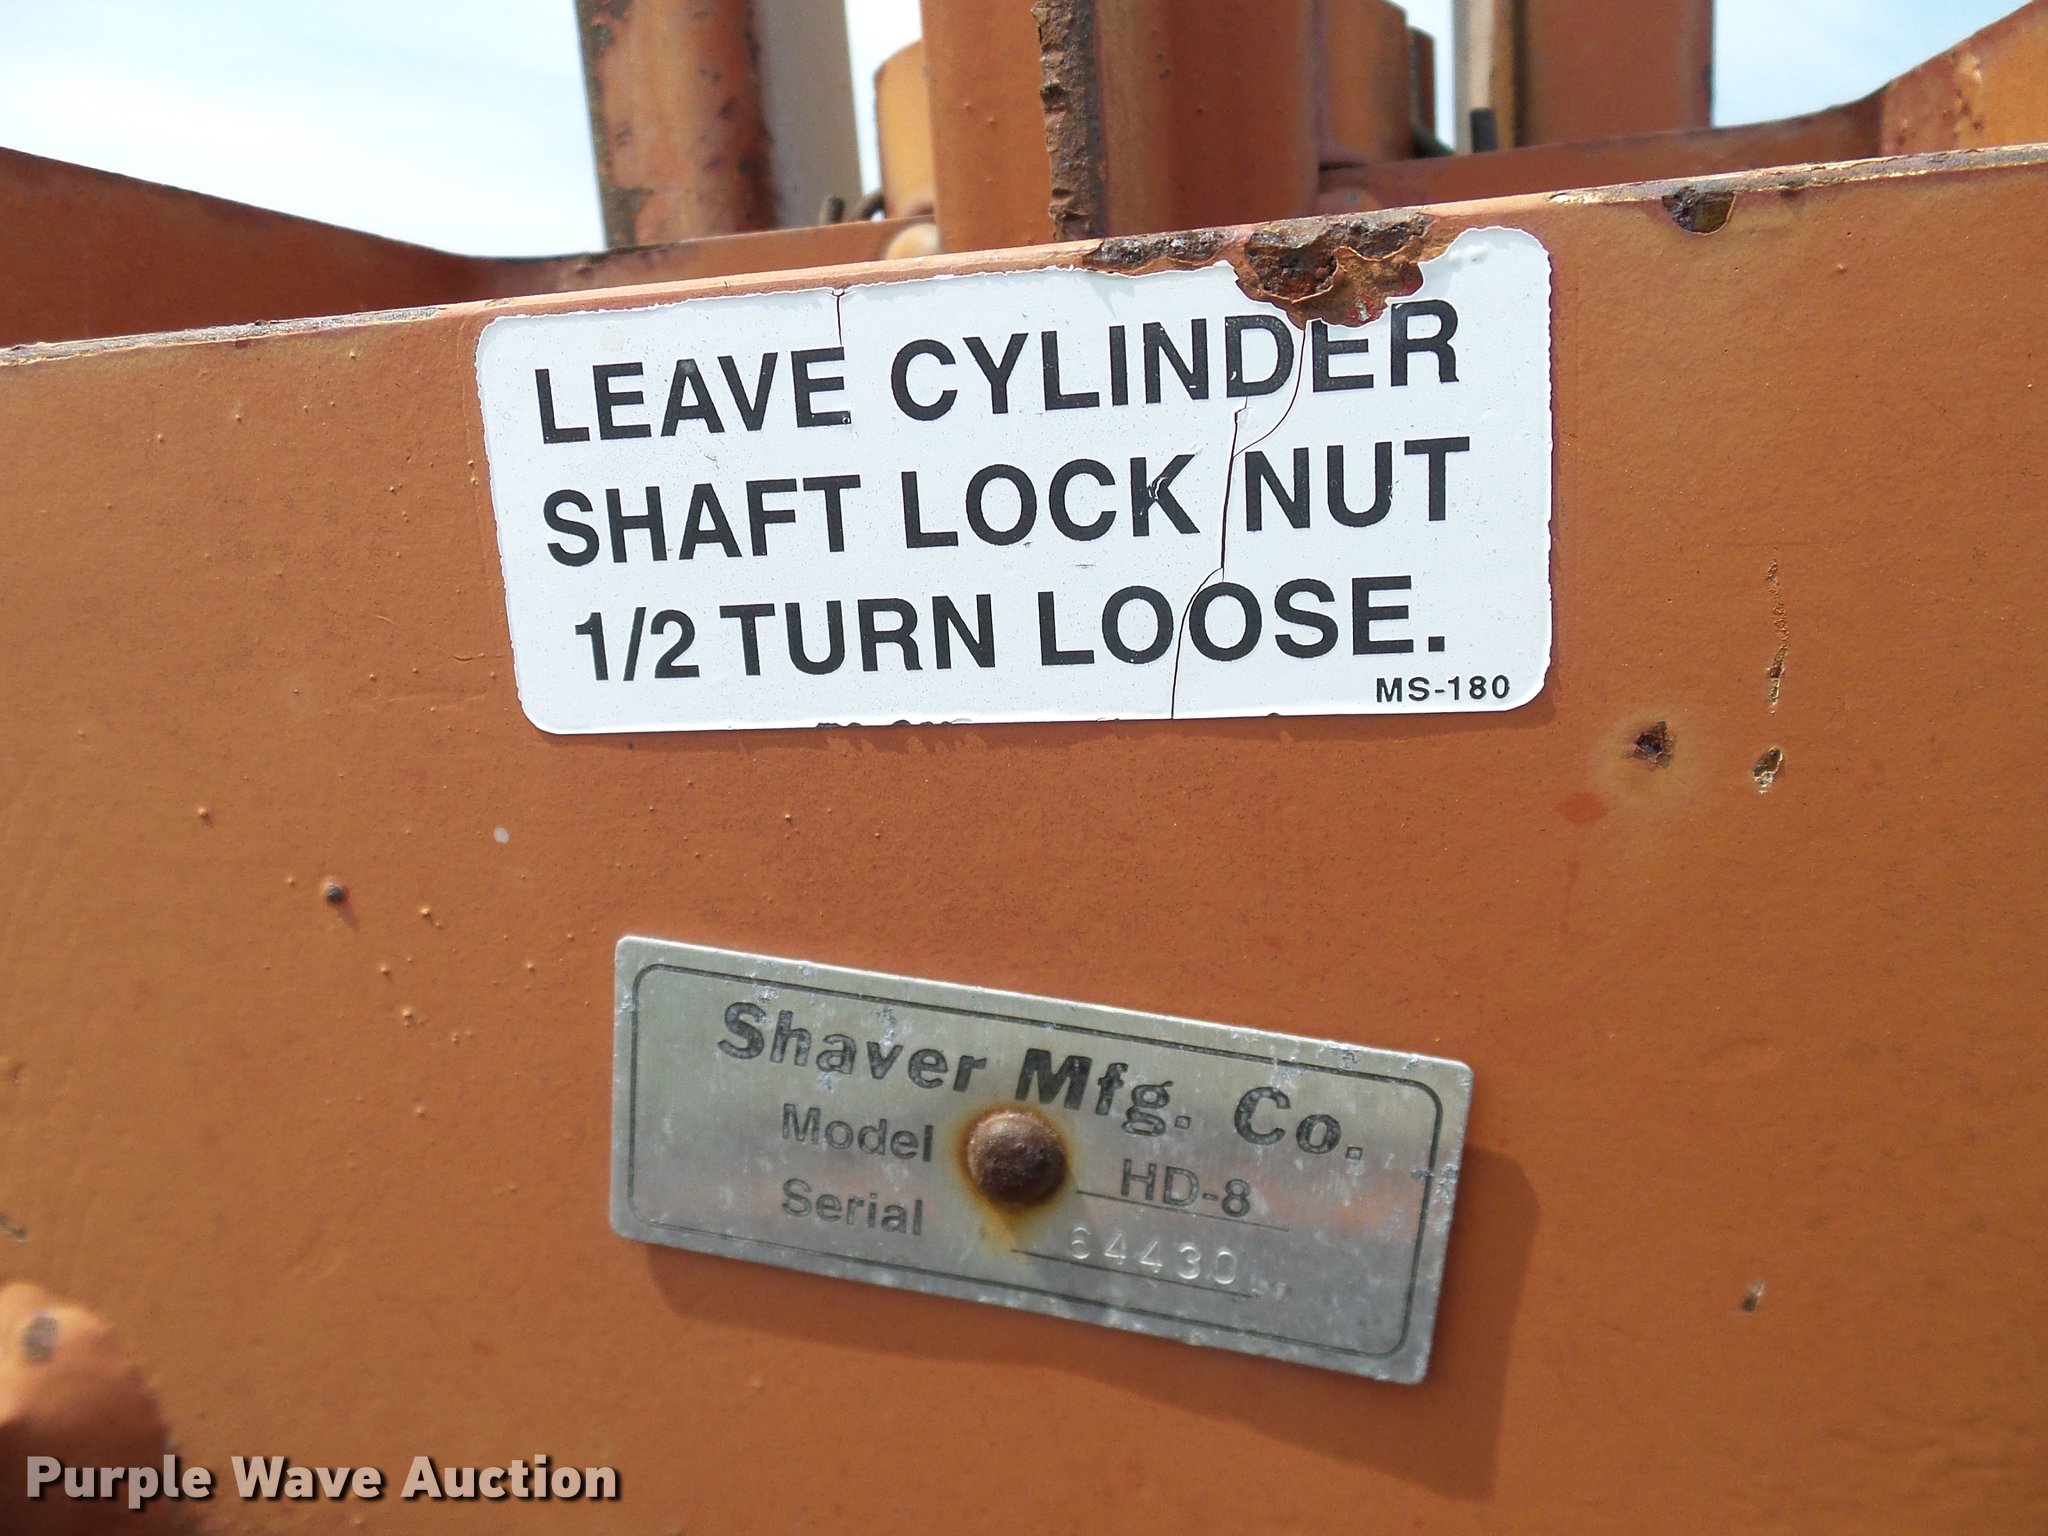 LEAVE CYLINDER
SHAFT LOCK NUT
1/2 TURN LOOSE.
MS-180
Shaver Mfg. Co.
Model HD-8
Serial 64430
Purple Wave Auction